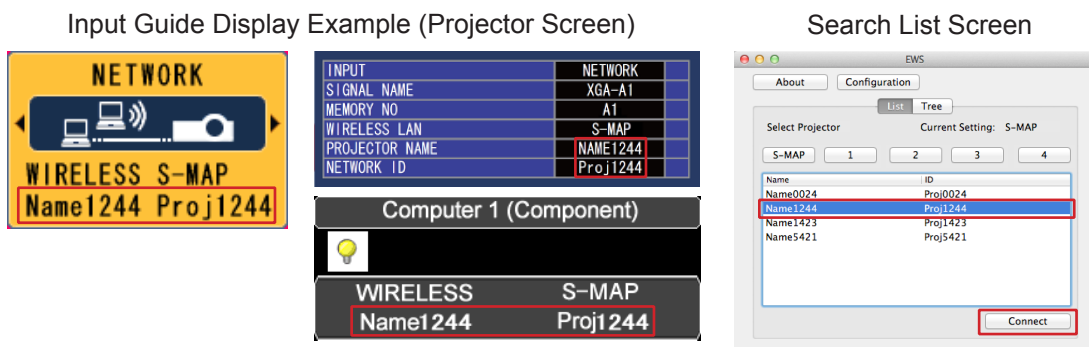 Input Guide Display Example (Projector Screen)
Search List Screen
NETWORK
WIRELESS S-MAP
Name1244 Proj1244
INPUT NETWORK
SIGNAL NAME XGA-A1
MEMORY NO A1
WIRELESS LAN S-MAP
PROJECTOR NAME NAME1244
NETWORK ID Proj1244
Computer 1 (Component)
WIRELESS S-MAP
Name1244 Proj1244
EWS
About Configuration
List Tree
Select Projector Current Setting: S-MAP
S-MAP 1 2 3 4
Name ID
Name0024 Proj0024
Name1244 Proj1244
Name1423 Proj1423
Name5421 Proj5421
Connect